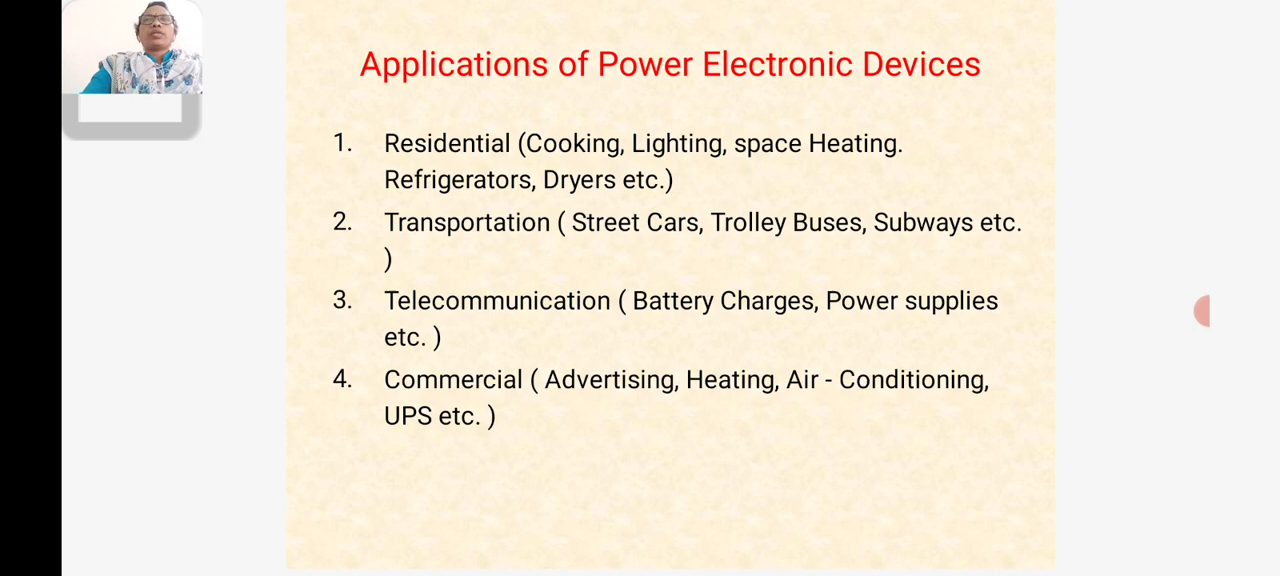 Applications of Power Electronic Devices
1. Residential (Cooking, Lighting, space Heating.
Refrigerators, Dryers etc.)
2. Transportation ( Street Cars, Trolley Buses, Subways etc.
)
3. Telecommunication ( Battery Charges, Power supplies
etc. )
4. Commercial ( Advertising, Heating, Air - Conditioning,
UPS etc. )